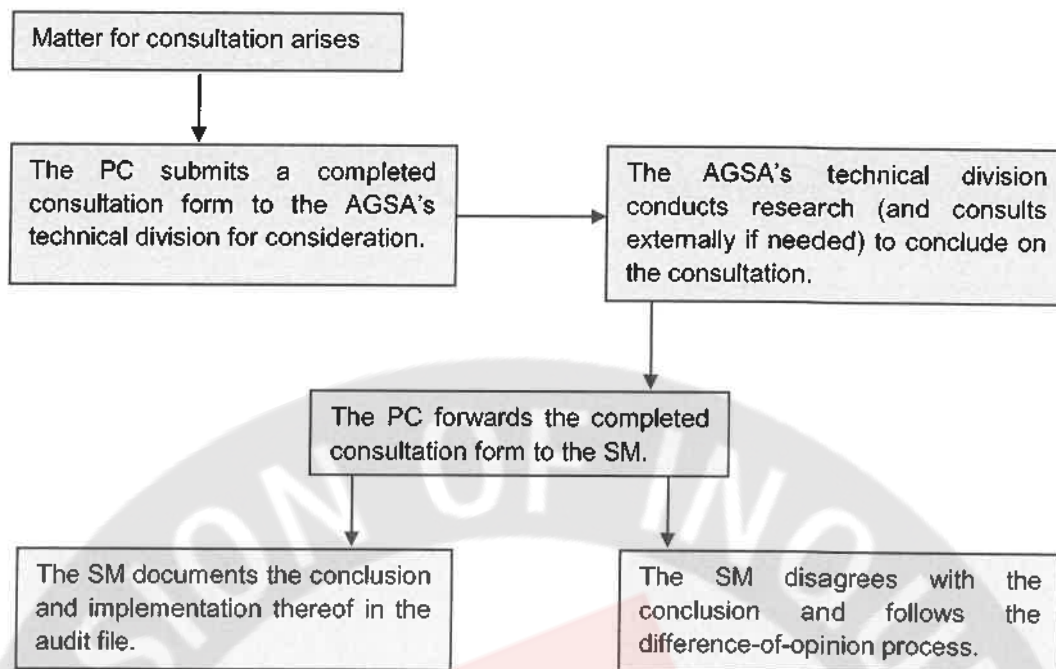 Matter for consultation arises
The PC submits a completed
consultation form to the AGSA's
technical division for consideration.
The AGSA's technical division
conducts research (and consults
externally if needed) to conclude on
the consultation.
The PC forwards the completed
consultation form to the SM.
SION OF INQ
The SM documents the conclusion
and implementation thereof in the
audit file.
The SM disagrees with the
conclusion and follows the
difference-of-opinion process.